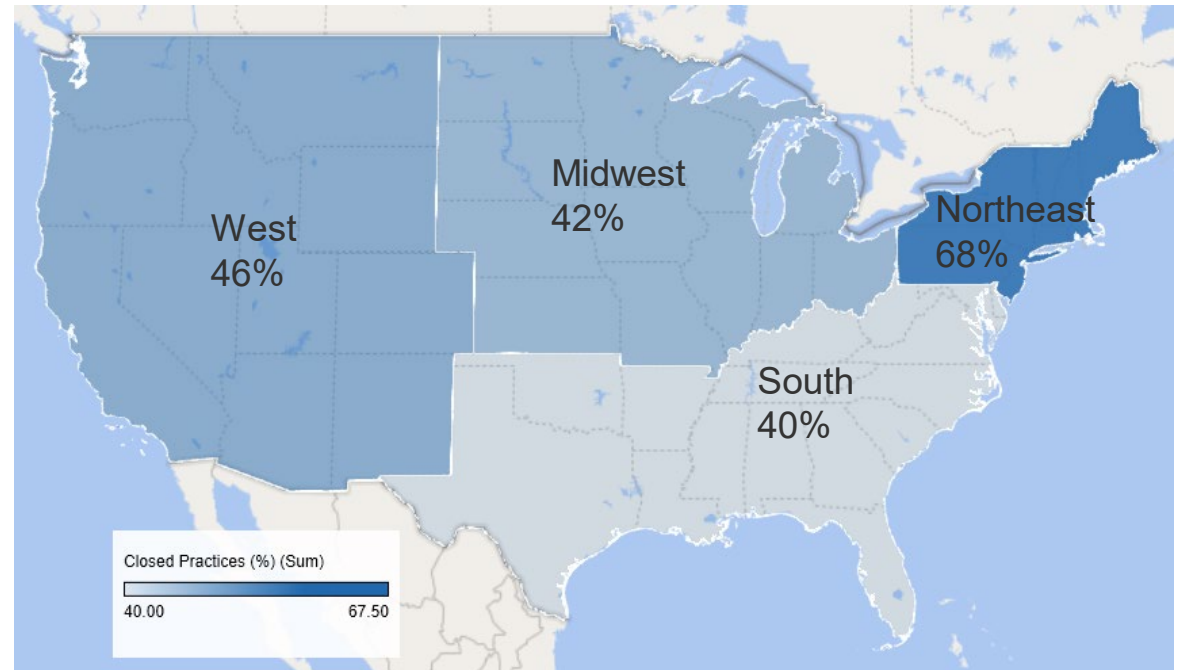 Midwest
42%
Northeast
68%
West
46%
South
40%
Closed Practices (%) (Sum)
40.00 67.50